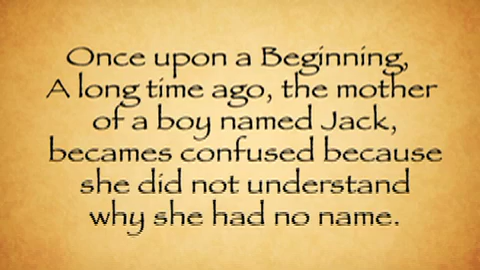 Once upon a Beginning,
A long time ago, the mother
of a boy named Jack,
becames confused because
she did not understand
why she had no name.